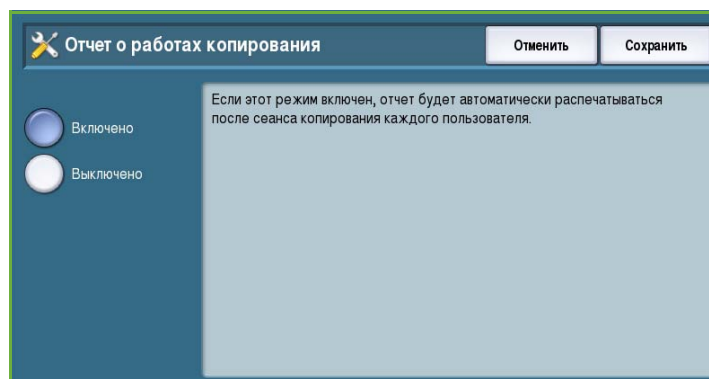 Отчет о работах копирования
Отменить
Сохранить
Включено
Выключено
Если этот режим включен, отчет будет автоматически распечатываться
после сеанса копирования каждого пользователя.